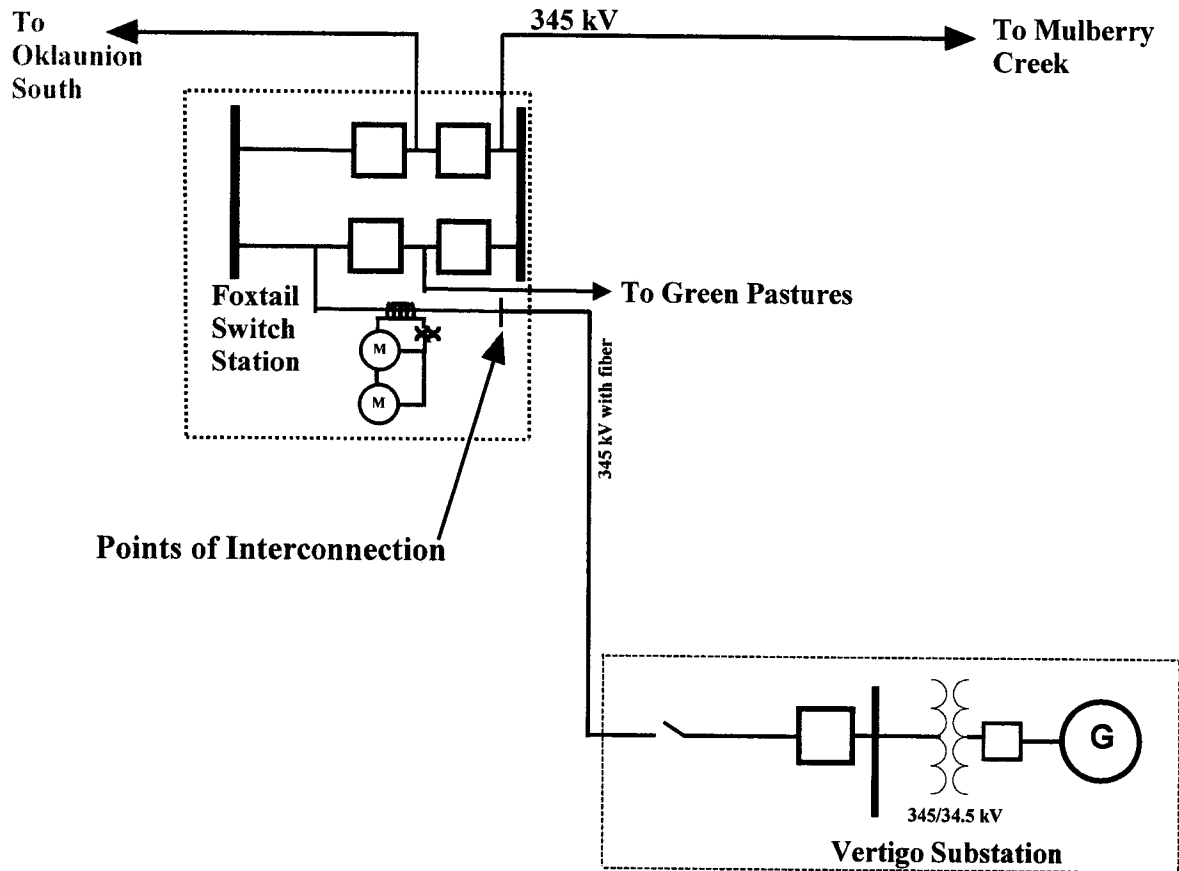 To
Oklaunion
South
345 kV
To Mulberry
Creek
Foxtail
Switch
Station
To Green Pastures
M
M
345 kV with fiber
Points of Interconnection
G
345/34.5 kV
Vertigo Substation